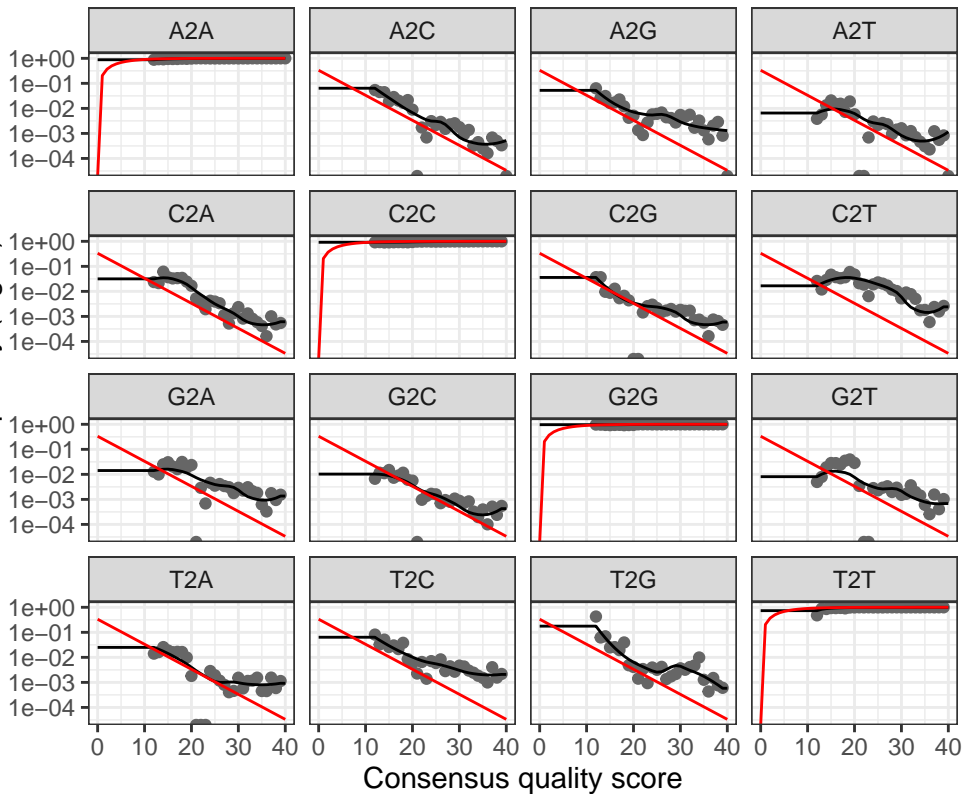 A2A A2C A2G A2T
1e+00
1e−01
1e−02
1e−03
1e−04
C2A C2C C2G C2T
1e+00
1e−01
1e−02
1e−03
1e−04
G2A G2C G2G G2T
1e+00
1e−01
1e−02
1e−03
1e−04
T2A T2C T2G T2T
1e+00
1e−01
1e−02
1e−03
1e−04
0 10 20 30 40 0 10 20 30 40 0 10 20 30 40 0 10 20 30 40
Consensus quality score